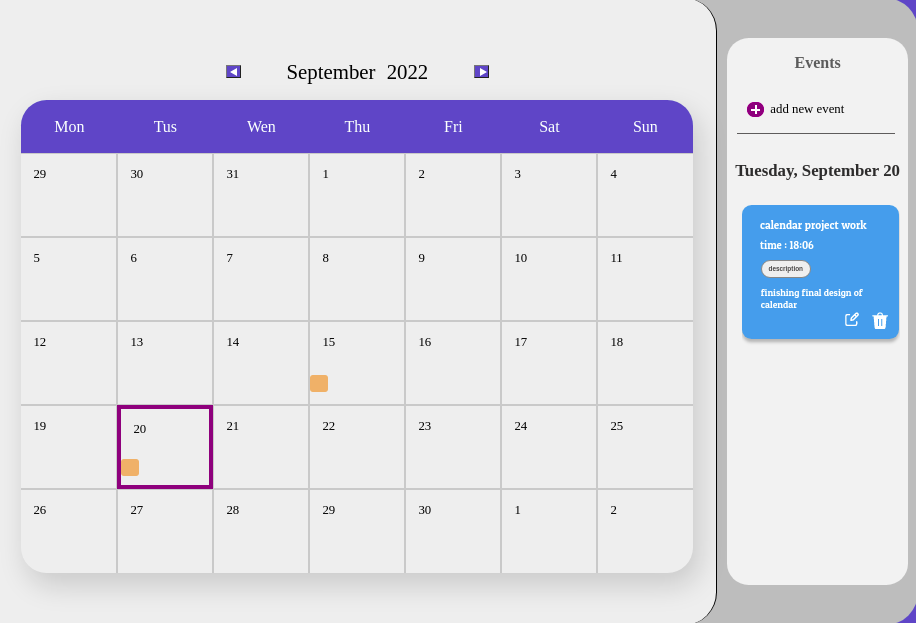 September 2022
Mon Tus Wen Thu Fri Sat Sun
29 30 31 1 2 3 4
5 6 7 8 9 10 11
12 13 14 15 16 17 18
19 20 21 22 23 24 25
26 27 28 29 30 1 2
Events
add new event
Tuesday, September 20
calendar project work
time : 18:06
description
finishing final design of
calendar